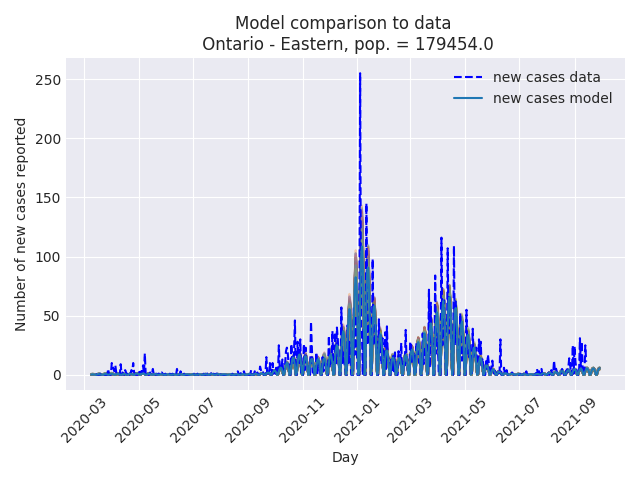 Model comparison to data
Ontario - Eastern, pop. = 179454.0
new cases data
new cases model
Number of new cases reported
250
200
150
100
50
0
2020-03
2020-05
2020-07
2020-09
2020-11
2021-01
2021-03
2021-05
2021-07
2021-09
Day